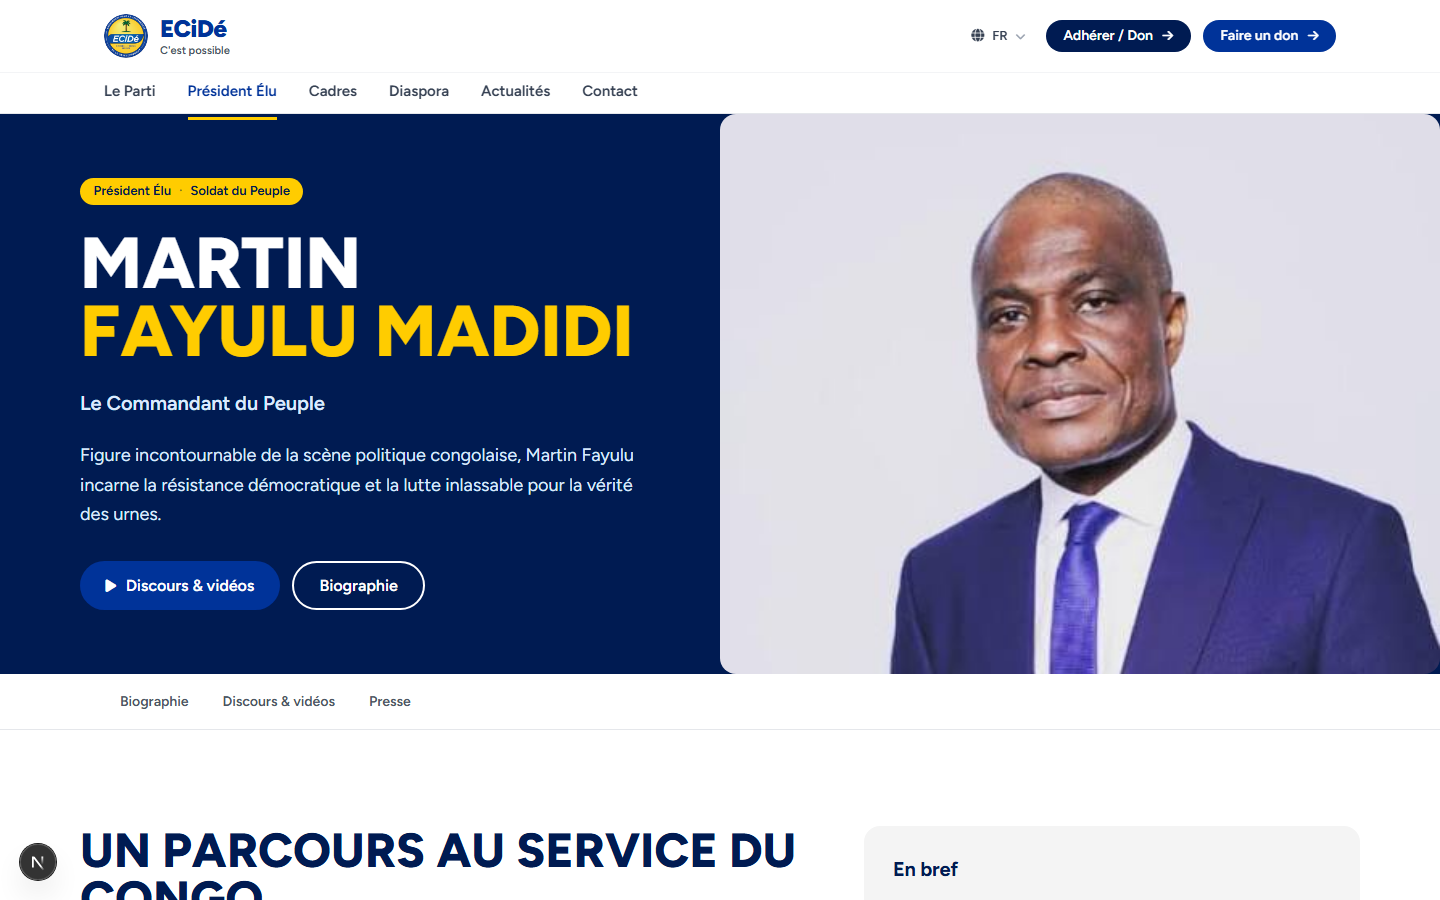 ECiDé
ECiDé
C'est possible
FR
Adhérer / Don →
Faire un don →
Le Parti
Président Élu
Cadres
Diaspora
Actualités
Contact
Président Élu · Soldat du Peuple
MARTIN
FAYULU MADIDI
Le Commandant du Peuple
Figure incontournable de la scène politique congolaise, Martin Fayulu
incarne la résistance démocratique et la lutte inlassable pour la vérité
des urnes.
Discours & vidéos
Biographie
Biographie
Discours & vidéos
Presse
UN PARCOURS AU SERVICE DU
CONGO
En bref
N